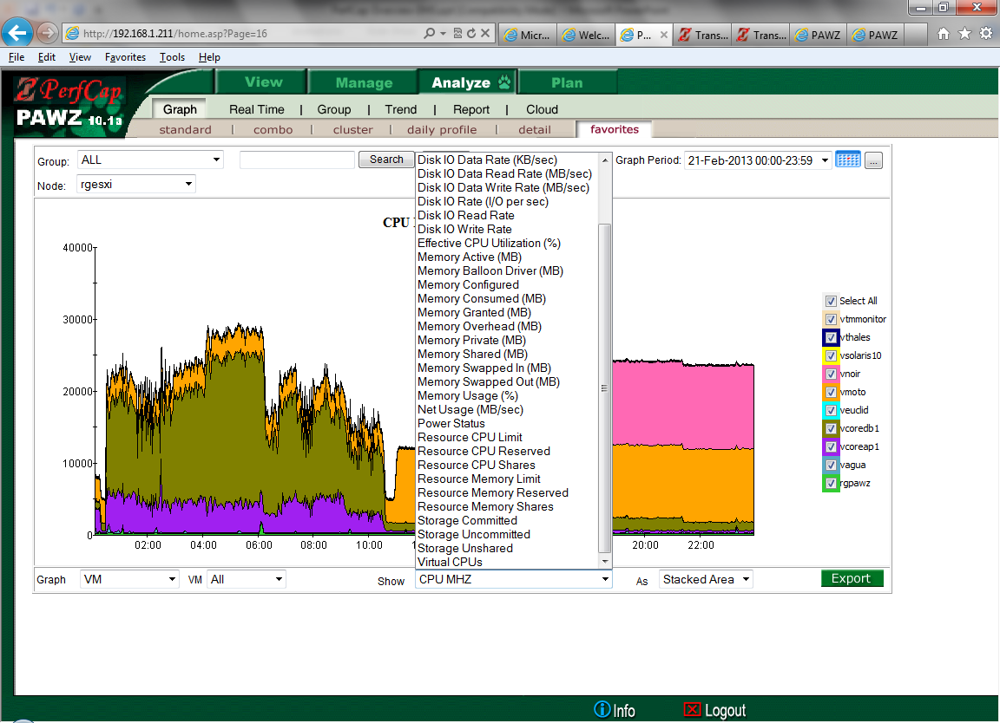 http://192.168.1.211/home.asp?Page=16
Micr...
Welc...
P...
Trans...
Trans...
PAWZ
PAWZ
File Edit View Favorites Tools Help
PerfCap
PAWZ 10.1a
View Manage Analyze Plan
Graph Real Time | Group | Trend | Report | Cloud
standard | combo | cluster | daily profile | detail favorites
Group: ALL Search Graph Period: 21-Feb-2013 00:00-23:59 ...
Node: rgesxi
CPU
Disk IO Data Rate (KB/sec)
Disk IO Data Read Rate (MB/sec)
Disk IO Data Write Rate (MB/sec)
Disk IO Rate (I/O per sec)
Disk IO Read Rate
Disk IO Write Rate
Effective CPU Utilization (%)
Memory Active (MB)
Memory Balloon Driver (MB)
Memory Configured
Memory Consumed (MB)
Memory Granted (MB)
Memory Overhead (MB)
Memory Private (MB)
Memory Shared (MB)
Memory Swapped In (MB)
Memory Swapped Out (MB)
Memory Usage (%)
Net Usage (MB/sec)
Power Status
Resource CPU Limit
Resource CPU Reserved
Resource CPU Shares
Resource Memory Limit
Resource Memory Reserved
Resource Memory Shares
Storage Committed
Storage Uncommitted
Storage Unshared
Virtual CPUs
40000
30000
20000
10000
0
02:00 04:00 06:00 08:00 10:00 20:00 22:00
Select All
vtmmonitor
vthales
vsolaris10
vnoir
vmoto
veuclid
vcoredb1
vcoreap1
vagua
rgpawz
Graph VM VM All Show CPU MHZ As Stacked Area Export
Info Logout